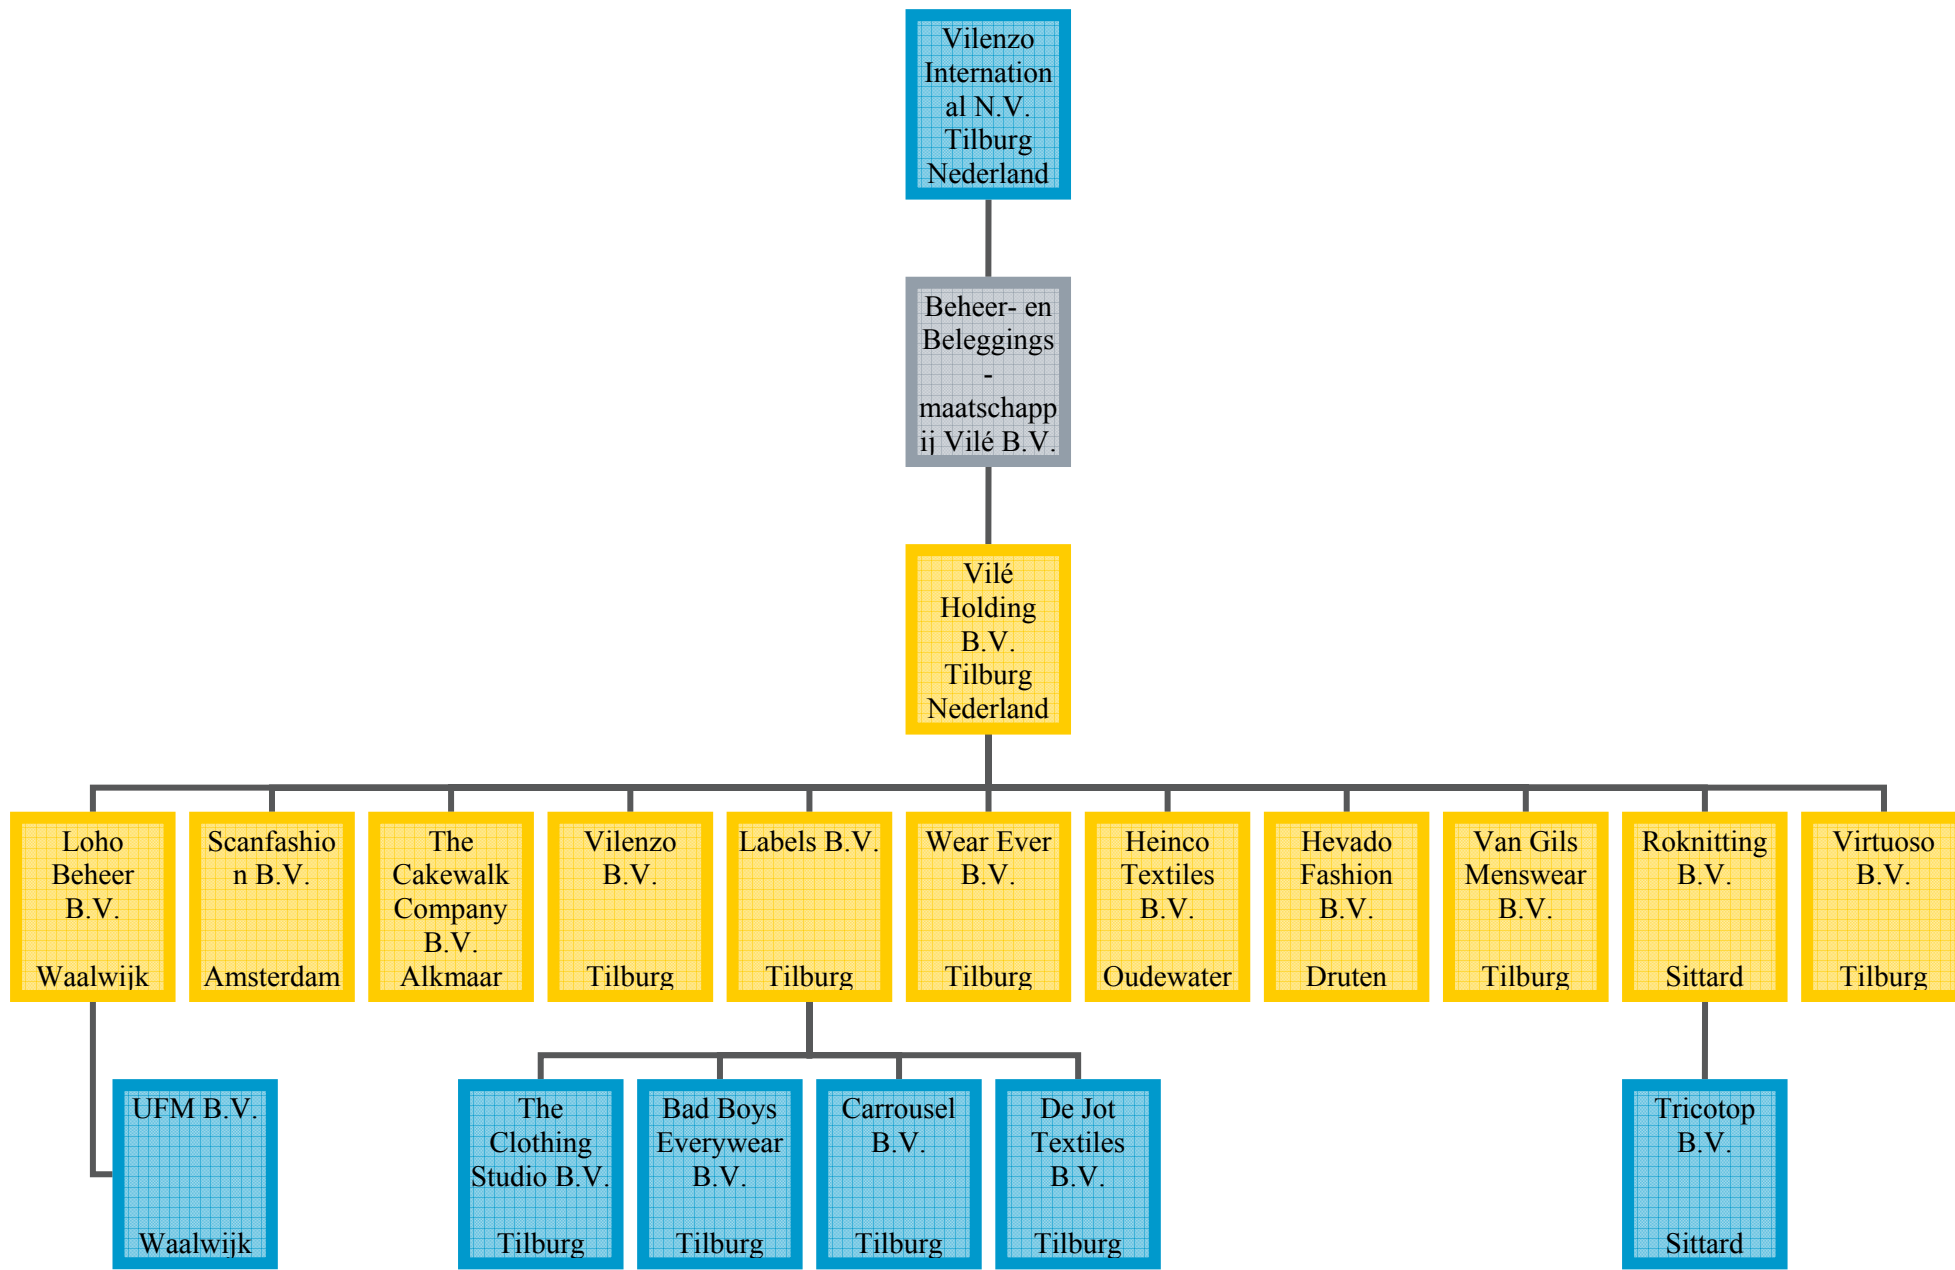 Vilenzo
Internation
al N.V.
Tilburg
Nederland
Beheer- en
Beleggings
-
maatschapp
ij Vilé B.V.
Vilé
Holding
B.V.
Tilburg
Nederland
Loho
Beheer
B.V.
Waalwijk
Scanfashio
n B.V.
Amsterdam
The
Cakewalk
Company
B.V.
Alkmaar
Vilenzo
B.V.
Tilburg
Labels B.V.
Tilburg
Wear Ever
B.V.
Tilburg
Heinco
Textiles
B.V.
Oudewater
Hevado
Fashion
B.V.
Druten
Van Gils
Menswear
B.V.
Tilburg
Roknitting
B.V.
Sittard
Virtuoso
B.V.
Tilburg
UFM B.V.
Waalwijk
The
Clothing
Studio B.V.
Tilburg
Bad Boys
Everywear
B.V.
Tilburg
Carrousel
B.V.
Tilburg
De Jot
Textiles
B.V.
Tilburg
Tricotop
B.V.
Sittard